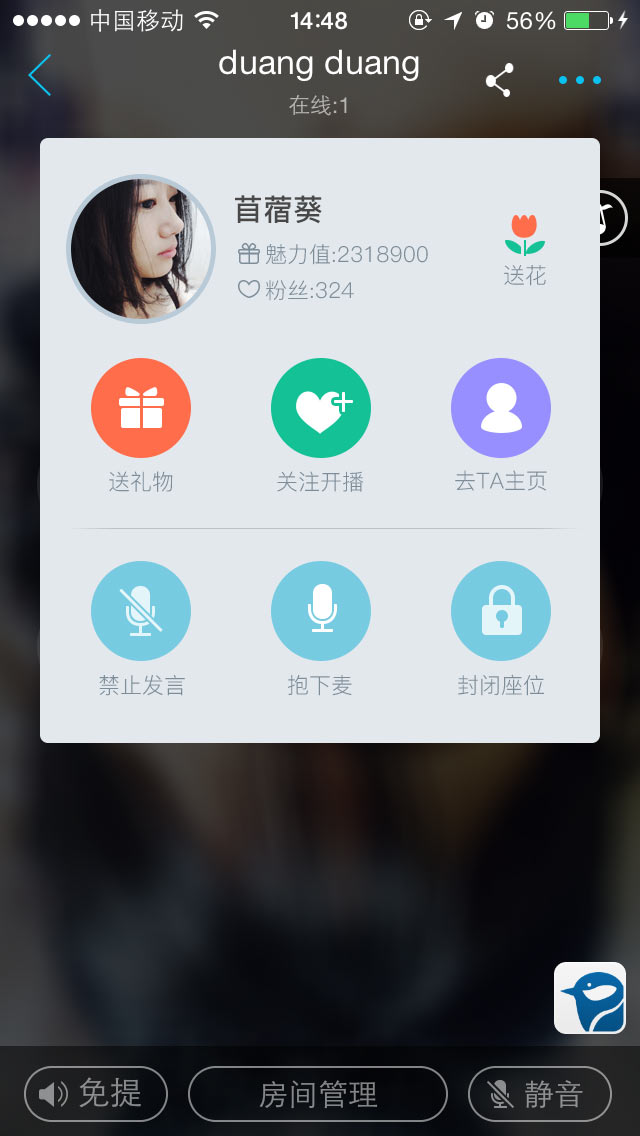 中国移动 14:48 56%
duang duang
在线:1
苜蓿葵
魅力值:2318900
粉丝:324
送花
送礼物 关注开播 去TA主页
禁止发言 抱下麦 封闭座位
免提 房间管理 静音